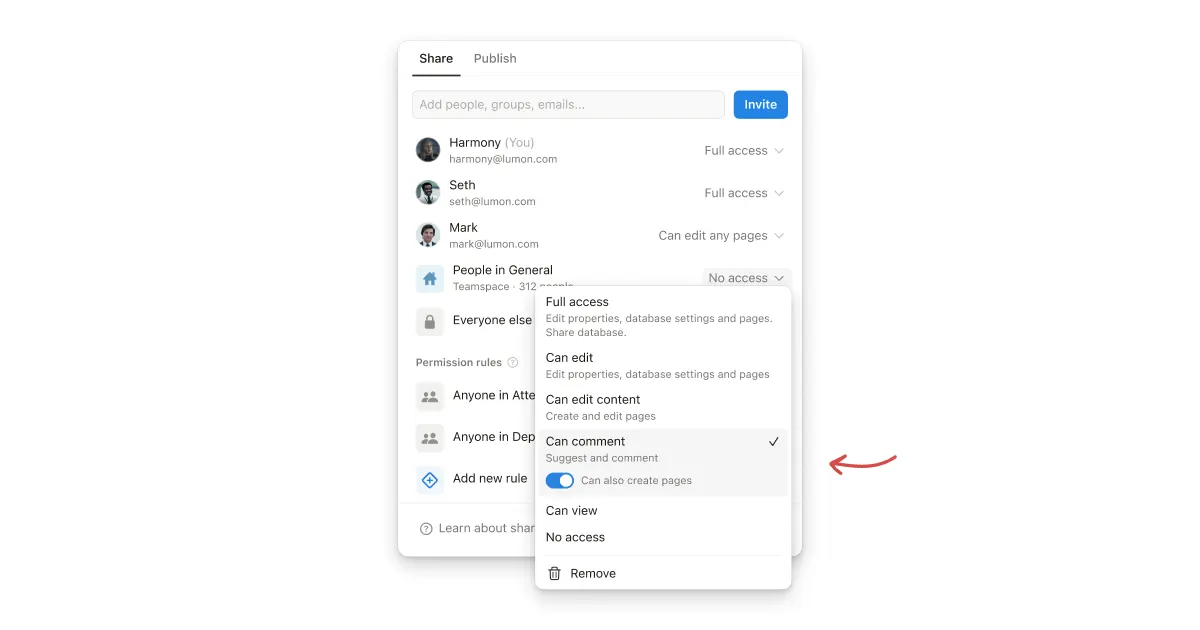 Share Publish
Add people, groups, emails...
Invite
Harmony (You)
harmony@lumon.com
Full access
Seth
seth@lumon.com
Full access
Mark
mark@lumon.com
Can edit any pages
People in General
Teamspace · 312 people
No access
Everyone else
Permission rules
Anyone in Atte
Anyone in Dep
Add new rule
Learn about shar
Full access
Edit properties, database settings and pages.
Share database.
Can edit
Edit properties, database settings and pages
Can edit content
Create and edit pages
Can comment
Suggest and comment
Can also create pages
Can view
No access
Remove